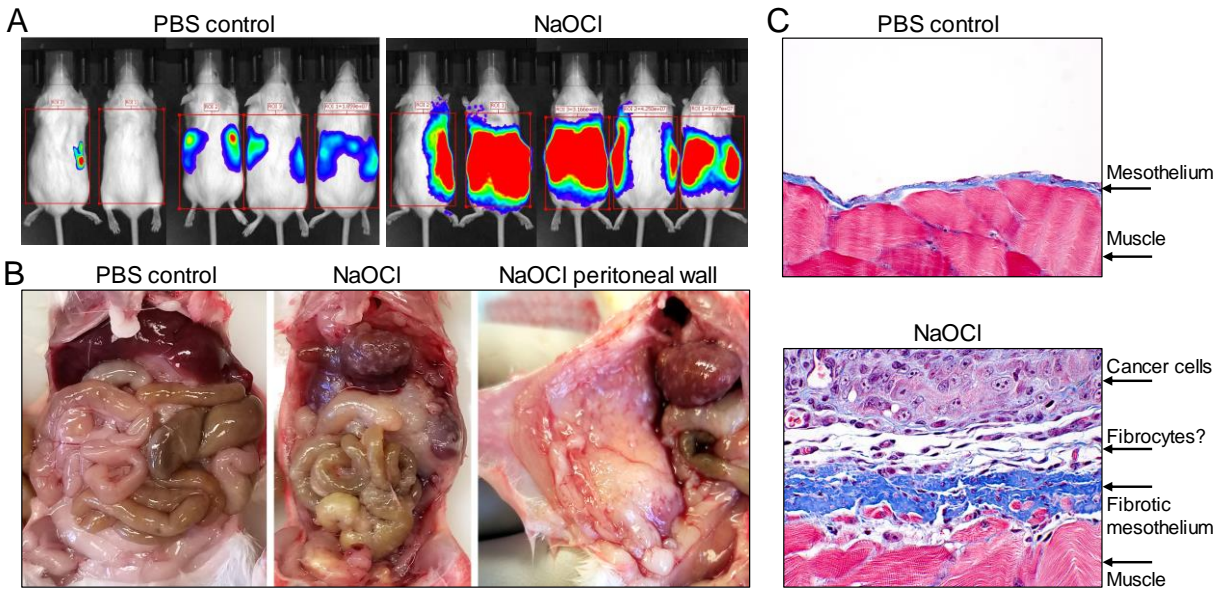 A
PBS control
NaOCl
B
PBS control
NaOCl
NaOCl peritoneal wall
C
PBS control
Mesothelium
Muscle
NaOCl
Cancer cells
Fibrocytes?
Fibrotic
mesothelium
Muscle